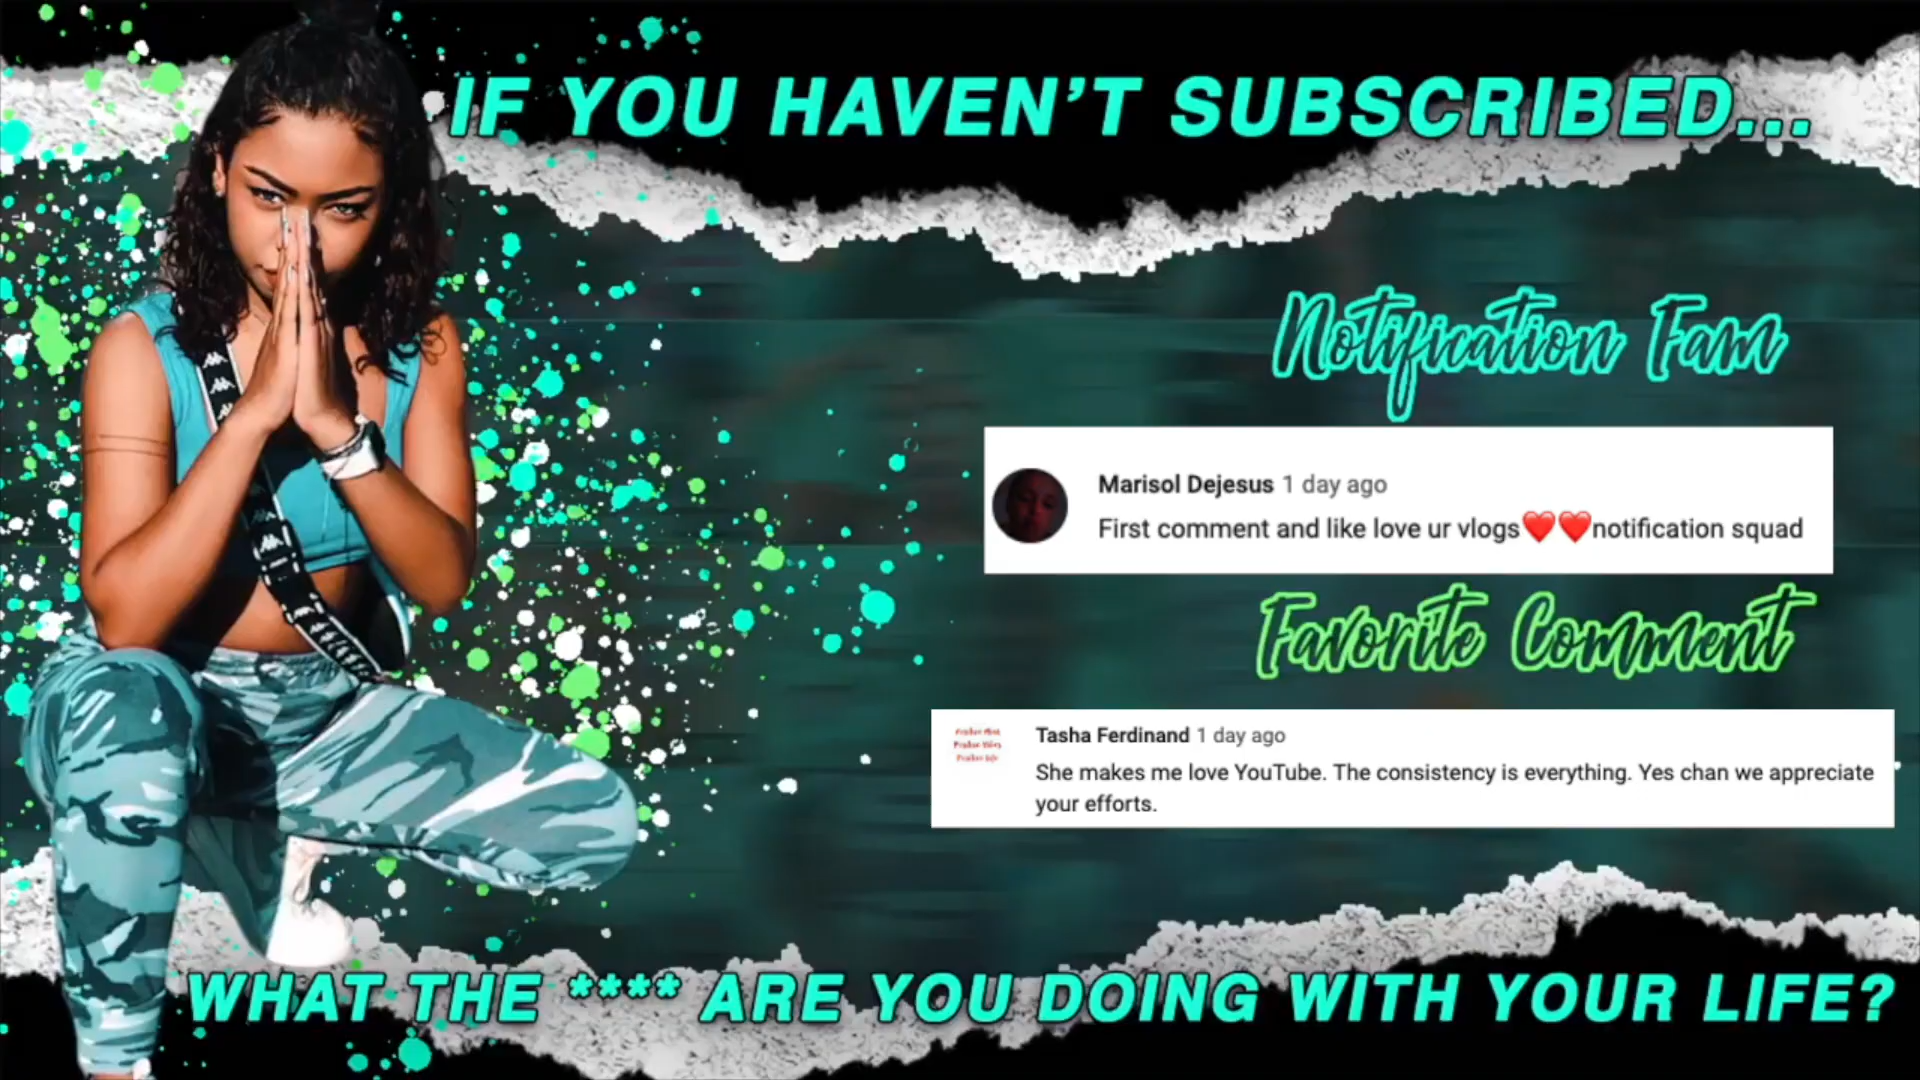 IF YOU HAVEN'T SUBSCRIBED...
Notification Fam
Marisol Dejesus 1 day ago
First comment and like love ur vlogs❤️❤️notification squad
Favorite Comment
Tasha Ferdinand 1 day ago
She makes me love YouTube. The consistency is everything. Yes chan we appreciate
your efforts.
WHAT THE **** ARE YOU DOING WITH YOUR LIFE?